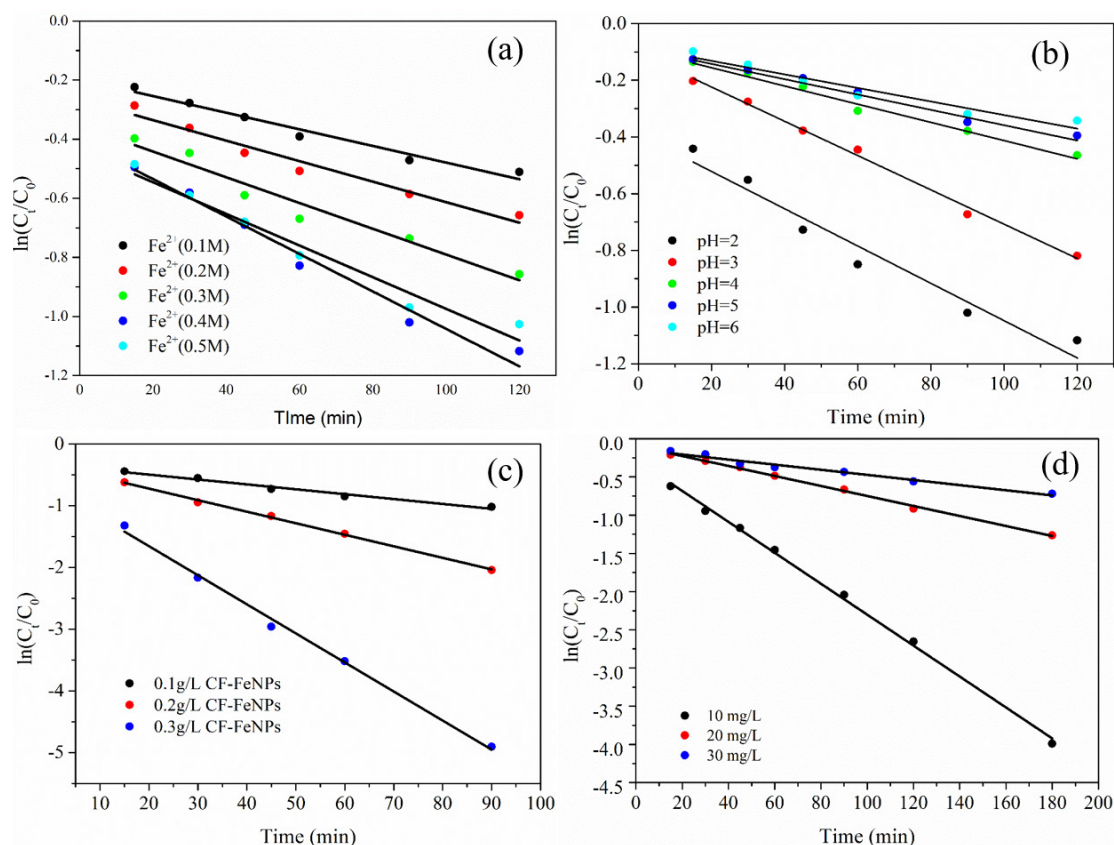 (a)
0.0
-0.2
-0.4
-0.6
-0.8
-1.0
-1.2
ln(Cₜ/C₀)
Fe²⁺(0.1M)
Fe²⁺(0.2M)
Fe²⁺(0.3M)
Fe²⁺(0.4M)
Fe²⁺(0.5M)
0 20 40 60 80 100 120
TIme (min)
(b)
0.0
-0.2
-0.4
-0.6
-0.8
-1.0
-1.2
ln(Cₜ/C₀)
pH=2
pH=3
pH=4
pH=5
pH=6
0 20 40 60 80 100 120
Time (min)
(c)
0
-1
-2
-3
-4
-5
ln(Cₜ/C₀)
0.1g/L CF-FeNPs
0.2g/L CF-FeNPs
0.3g/L CF-FeNPs
10 20 30 40 50 60 70 80 90 100
Time (min)
(d)
0.0
-0.5
-1.0
-1.5
-2.0
-2.5
-3.0
-3.5
-4.0
-4.5
ln(Cₜ/C₀)
10 mg/L
20 mg/L
30 mg/L
0 20 40 60 80 100 120 140 160 180 200
Time (min)